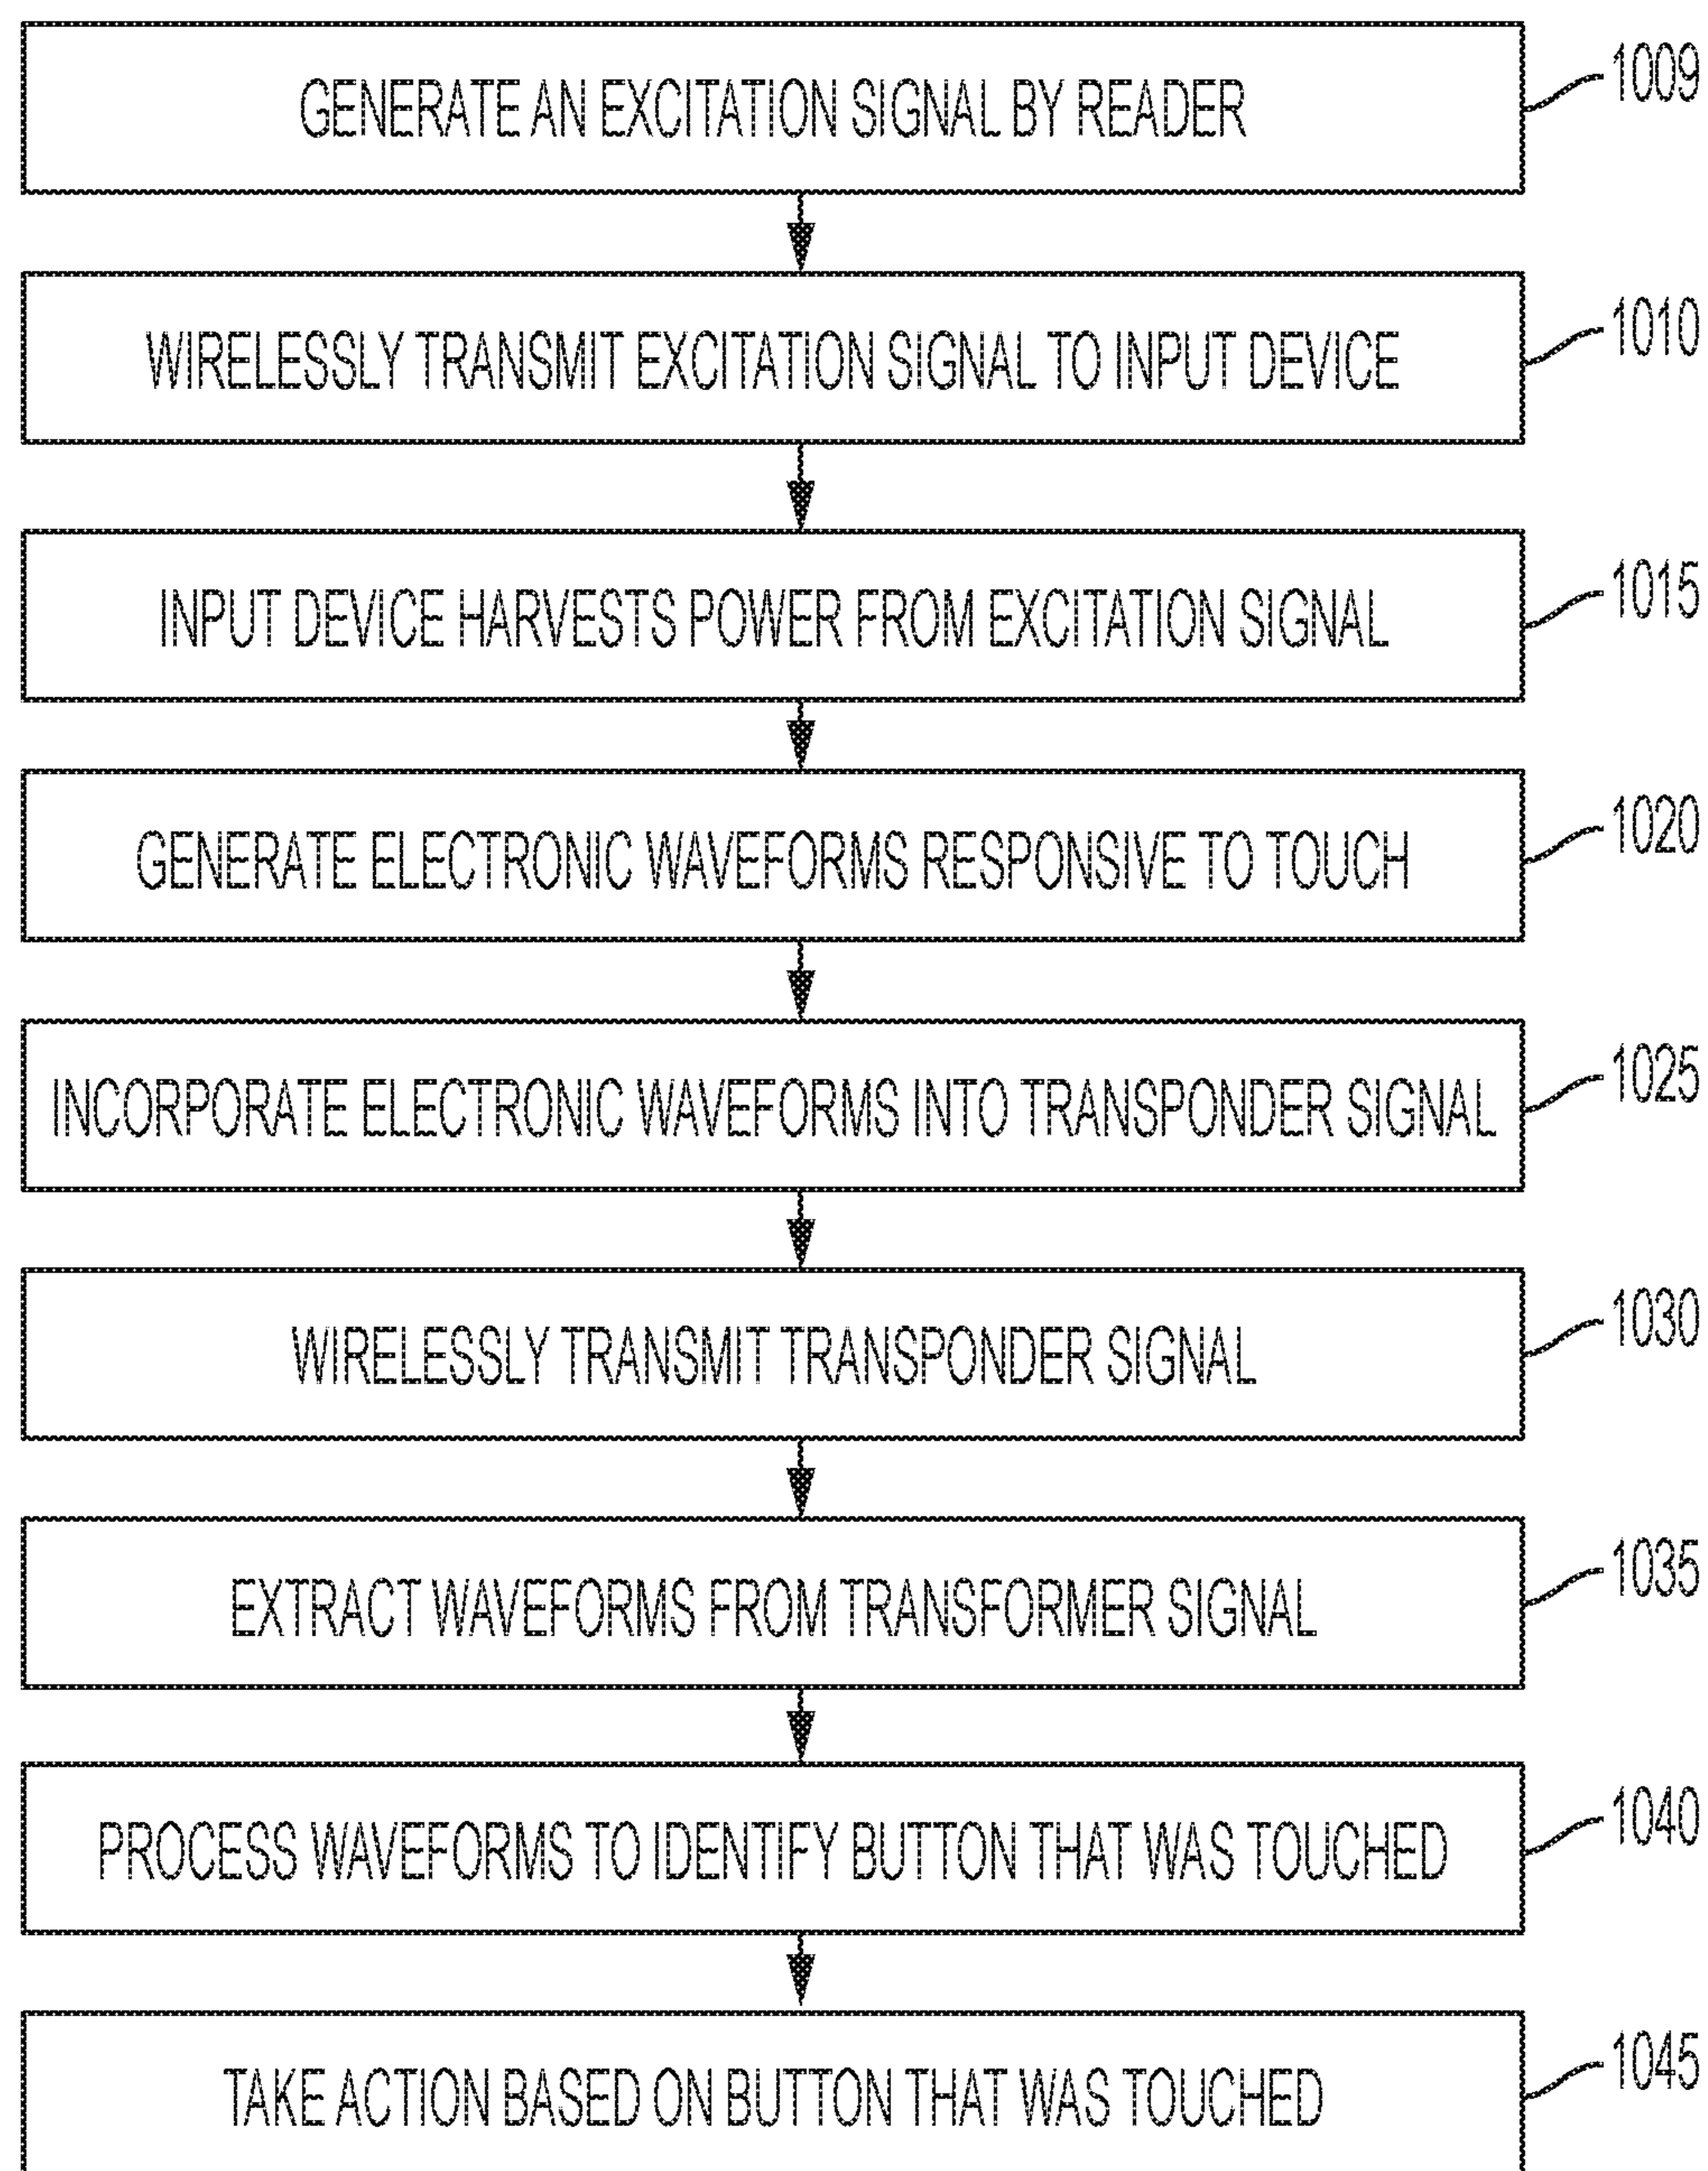 GENERATE AN EXCITATION SIGNAL BY READER
1009
WIRELESSLY TRANSMIT EXCITATION SIGNAL TO INPUT DEVICE
1010
INPUT DEVICE HARVESTS POWER FROM EXCITATION SIGNAL
1015
GENERATE ELECTRONIC WAVEFORMS RESPONSIVE TO TOUCH
1020
INCORPORATE ELECTRONIC WAVEFORMS INTO TRANSPONDER SIGNAL
1025
WIRELESSLY TRANSMIT TRANSPONDER SIGNAL
1030
EXTRACT WAVEFORMS FROM TRANSFORMER SIGNAL
1035
PROCESS WAVEFORMS TO IDENTIFY BUTTON THAT WAS TOUCHED
1040
TAKE ACTION BASED ON BUTTON THAT WAS TOUCHED
1045